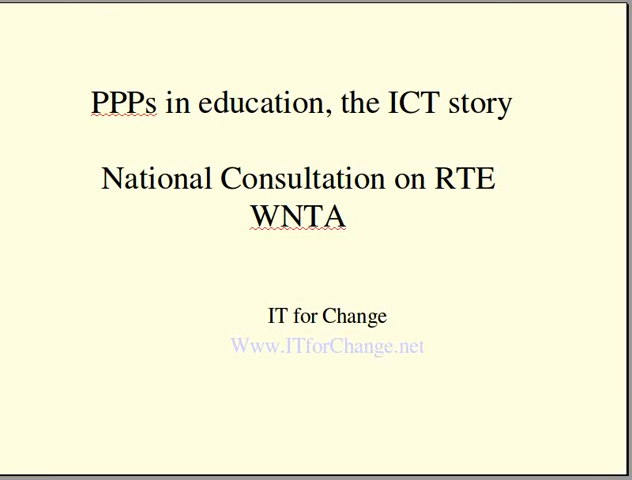 PPPs in education, the ICT story
National Consultation on RTE
WNTA
IT for Change
Www.ITforChange.net